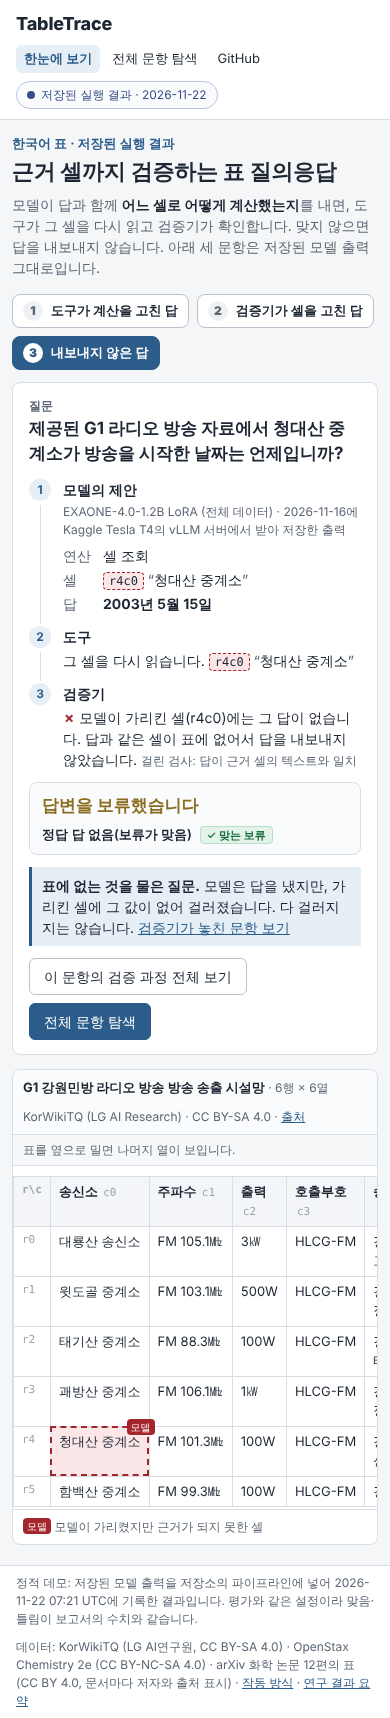 TableTrace
한눈에 보기 전체 문항 탐색 GitHub
저장된 실행 결과 · 2026-11-22
한국어 표 · 저장된 실행 결과
근거 셀까지 검증하는 표 질의응답
모델이 답과 함께 어느 셀로 어떻게 계산했는지를 내면, 도
구가 그 셀을 다시 읽고 검증기가 확인합니다. 맞지 않으면
답을 내보내지 않습니다. 아래 세 문항은 저장된 모델 출력
그대로입니다.
1 도구가 계산을 고친 답
2 검증기가 셀을 고친 답
3 내보내지 않은 답
질문
제공된 G1 라디오 방송 자료에서 청대산 중
계소가 방송을 시작한 날짜는 언제입니까?
1 모델의 제안
EXAONE-4.0-1.2B LoRA (전체 데이터) · 2026-11-16에
Kaggle Tesla T4의 vLLM 서버에서 받아 저장한 출력
연산 셀 조회
셀 r4c0 “청대산 중계소”
답 2003년 5월 15일
2 도구
그 셀을 다시 읽습니다. r4c0 “청대산 중계소”
3 검증기
✗ 모델이 가리킨 셀(r4c0)에는 그 답이 없습니
다. 답과 같은 셀이 표에 없어서 답을 내보내지
않았습니다. 걸린 검사: 답이 근거 셀의 텍스트와 일치
답변을 보류했습니다
정답 답 없음(보류가 맞음) ✓ 맞는 보류
표에 없는 것을 물은 질문. 모델은 답을 냈지만, 가
리킨 셀에 그 값이 없어 걸러졌습니다. 다 걸러지
지는 않습니다. 검증기가 놓친 문항 보기
이 문항의 검증 과정 전체 보기
전체 문항 탐색
G1 강원민방 라디오 방송 방송 송출 시설망 · 6행 × 6열
KorWikiTQ (LG AI Research) · CC BY-SA 4.0 · 출처
표를 옆으로 밀면 나머지 열이 보입니다.
r\c 송신소 c0 주파수 c1 출력 c2 호출부호 c3
r0 대룡산 송신소 FM 105.1㎒ 3㎾ HLCG-FM
r1 윗도골 중계소 FM 103.1㎒ 500W HLCG-FM
r2 태기산 중계소 FM 88.3㎒ 100W HLCG-FM
r3 괘방산 중계소 FM 106.1㎒ 1㎾ HLCG-FM
모델
r4 청대산 중계소 FM 101.3㎒ 100W HLCG-FM
r5 함백산 중계소 FM 99.3㎒ 100W HLCG-FM
모델 모델이 가리켰지만 근거가 되지 못한 셀
정적 데모: 저장된 모델 출력을 저장소의 파이프라인에 넣어 2026-
11-22 07:21 UTC에 기록한 결과입니다. 평가와 같은 설정이라 맞음·
틀림이 보고서의 수치와 같습니다.
데이터: KorWikiTQ (LG AI연구원, CC BY-SA 4.0) · OpenStax
Chemistry 2e (CC BY-NC-SA 4.0) · arXiv 화학 논문 12편의 표
(CC BY 4.0, 문서마다 저자와 출처 표시) · 작동 방식 · 연구 결과 요
약